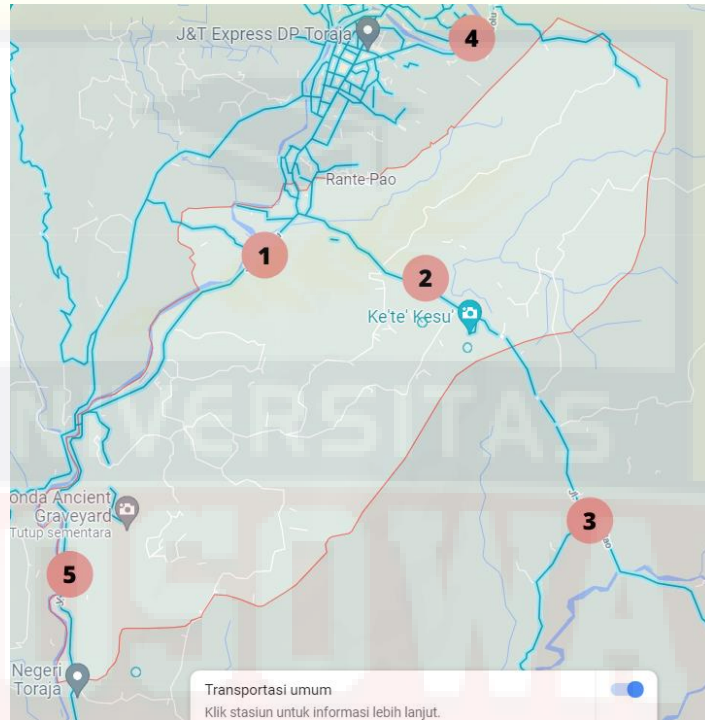 J&T Express DP Toraja
4
Rante Pao
1
2
Ke'te' Kesu'
UNIVERSITAS
onda Ancient
Graveyard
Tutup sementara
3
BOSOWA
5
Negeri
Toraja
Transportasi umum
Klik stasiun untuk informasi lebih lanjut.